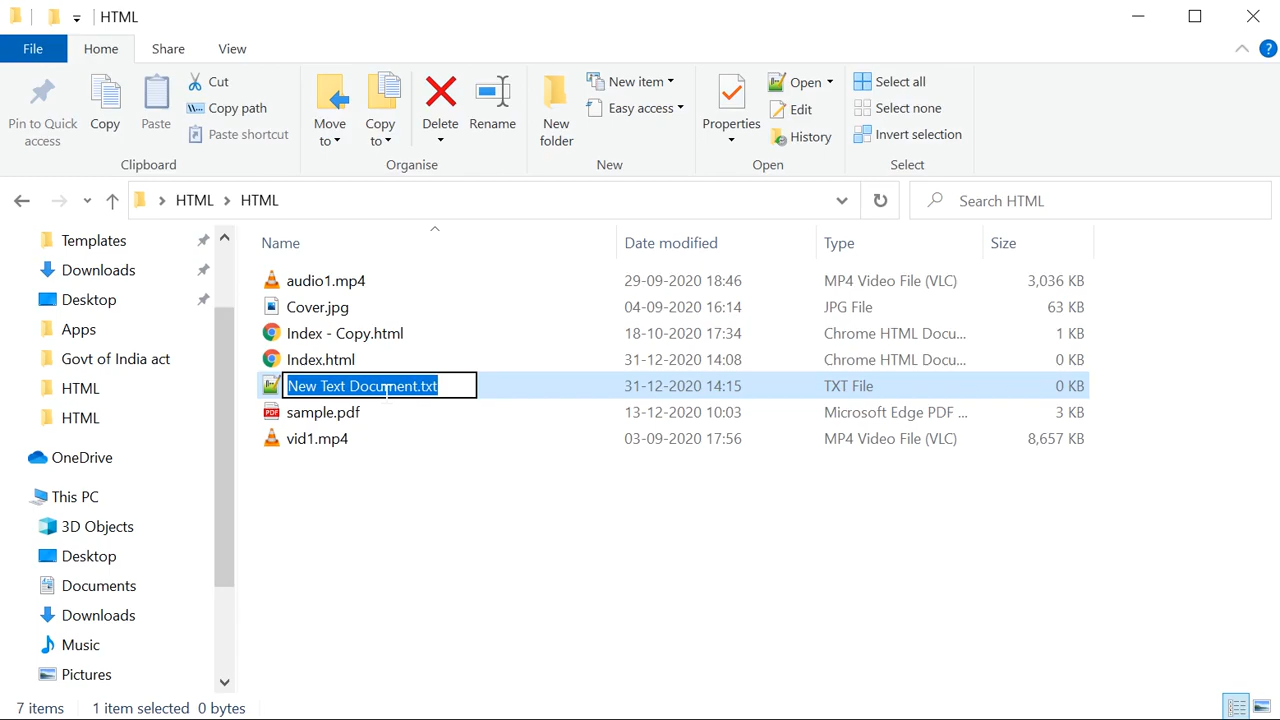 HTML
File Home Share View
Pin to Quick access
Copy
Paste
Cut
Copy path
Paste shortcut
Clipboard
Move to
Copy to
Delete
Rename
Organise
New folder
New item
Easy access
New
Properties
Open
Edit
History
Open
Select all
Select none
Invert selection
Select
HTML HTML
Search HTML
Templates
Downloads
Desktop
Apps
Govt of India act
HTML
HTML
OneDrive
This PC
3D Objects
Desktop
Documents
Downloads
Music
Pictures
Name Date modified Type Size
audio1.mp4 29-09-2020 18:46 MP4 Video File (VLC) 3,036 KB
Cover.jpg 04-09-2020 16:14 JPG File 63 KB
Index - Copy.html 18-10-2020 17:34 Chrome HTML Docu... 1 KB
Index.html 31-12-2020 14:08 Chrome HTML Docu... 0 KB
New Text Document.txt 31-12-2020 14:15 TXT File 0 KB
sample.pdf 13-12-2020 10:03 Microsoft Edge PDF ... 3 KB
vid1.mp4 03-09-2020 17:56 MP4 Video File (VLC) 8,657 KB
7 items 1 item selected 0 bytes